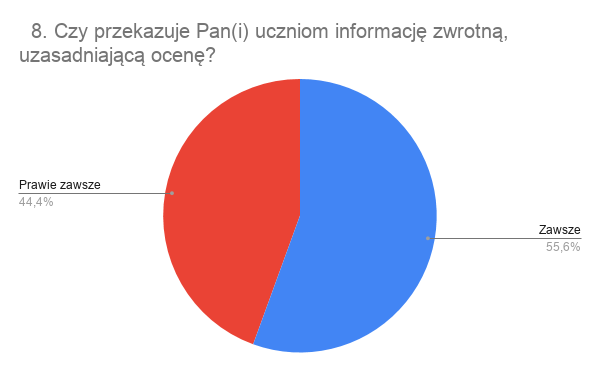 8. Czy przekazuje Pan(i) uczniom informację zwrotną,
uzasadniającą ocenę?
Prawie zawsze
44,4%
Zawsze
55,6%